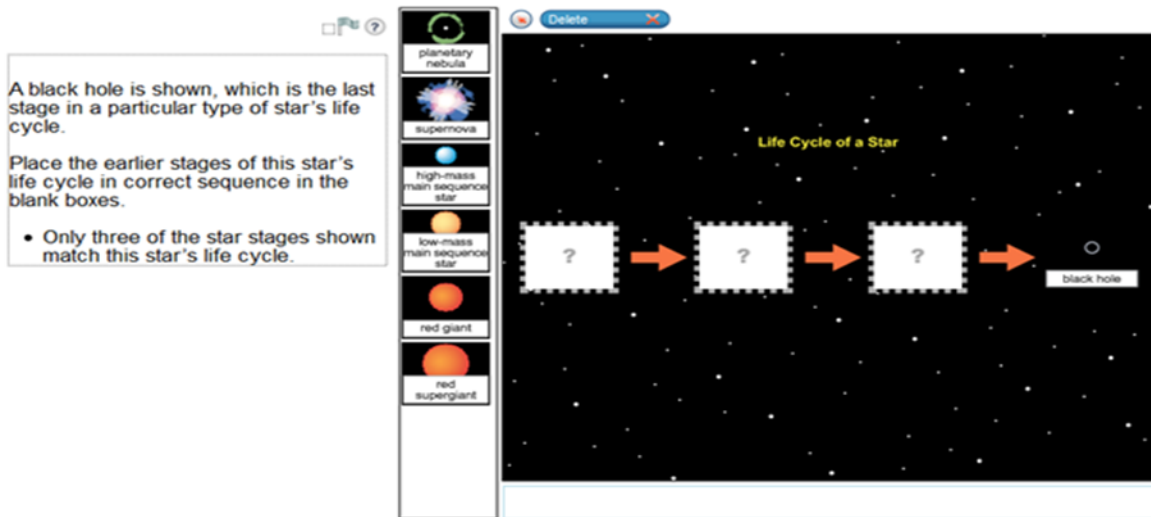 ?
A black hole is shown, which is the last
stage in a particular type of star's life
cycle.
Place the earlier stages of this star's
life cycle in correct sequence in the
blank boxes.
• Only three of the star stages shown
match this star's life cycle.
planetary
nebula
supernova
high-mass
main sequence
star
low-mass
main sequence
star
red giant
red
supergiant
Delete
Life Cycle of a Star
?
?
?
black hole